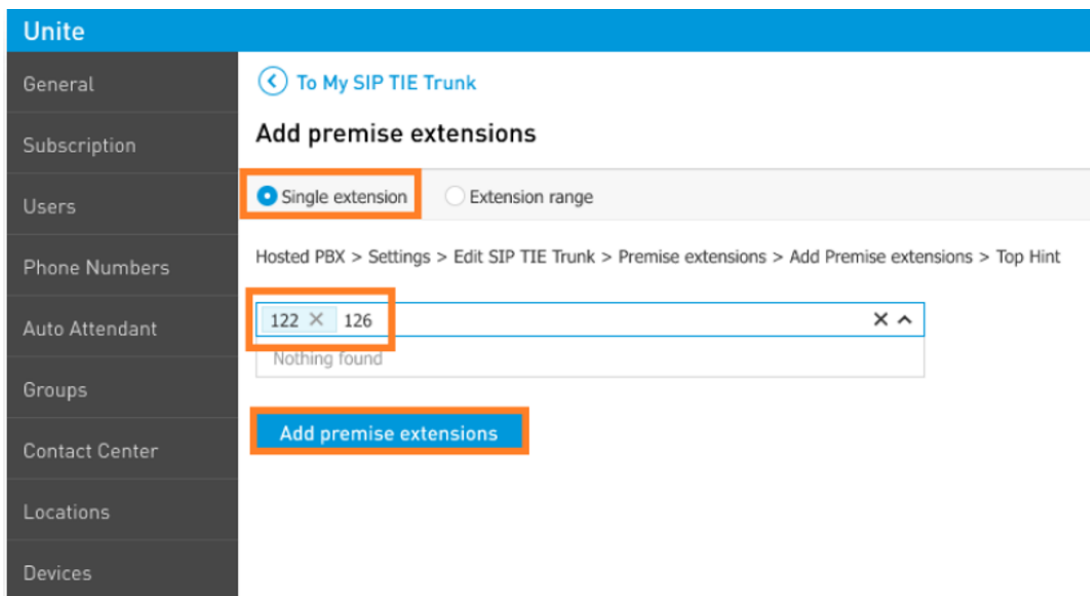 Unite
General
Subscription
Users
Phone Numbers
Auto Attendant
Groups
Contact Center
Locations
Devices
To My SIP TIE Trunk
Add premise extensions
Single extension Extension range
Hosted PBX > Settings > Edit SIP TIE Trunk > Premise extensions > Add Premise extensions > Top Hint
122 × 126
Nothing found
Add premise extensions